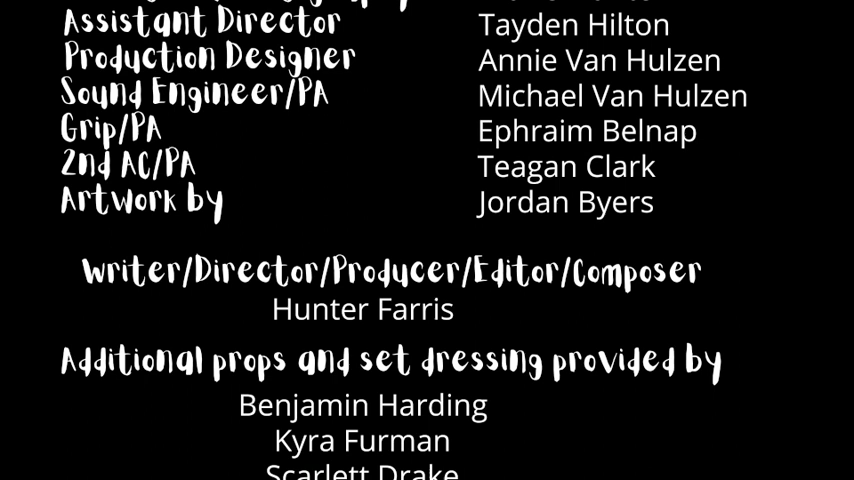 Assistant Director Tayden Hilton
Production Designer Annie Van Hulzen
Sound Engineer/PA Michael Van Hulzen
Grip/PA Ephraim Belnap
2nd AC/PA Teagan Clark
Artwork by Jordan Byers
Writer/Director/Producer/Editor/Composer
Hunter Farris
Additional props and set dressing provided by
Benjamin Harding
Kyra Furman
Scarlett Drake